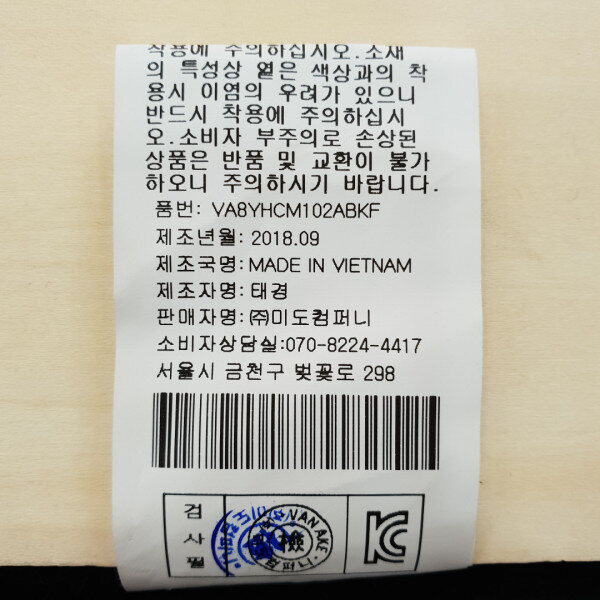 착용에 주의하십시오.소재
의 특성상 옅은 색상과의 착
용시 이염의 우려가 있으니
반드시 착용에 주의하십시
오.소비자 부주의로 손상된
상품은 반품 및 교환이 불가
하오니 주의하시기 바랍니다.
품번: VA8YHCM102ABKF
제조년월: 2018.09
제조국명: MADE IN VIETNAM
제조자명: 태경
판매자명: ㈜미도컴퍼니
소비자상담실:070-8224-4417
서울시 금천구 벚꽃로 298
검사필